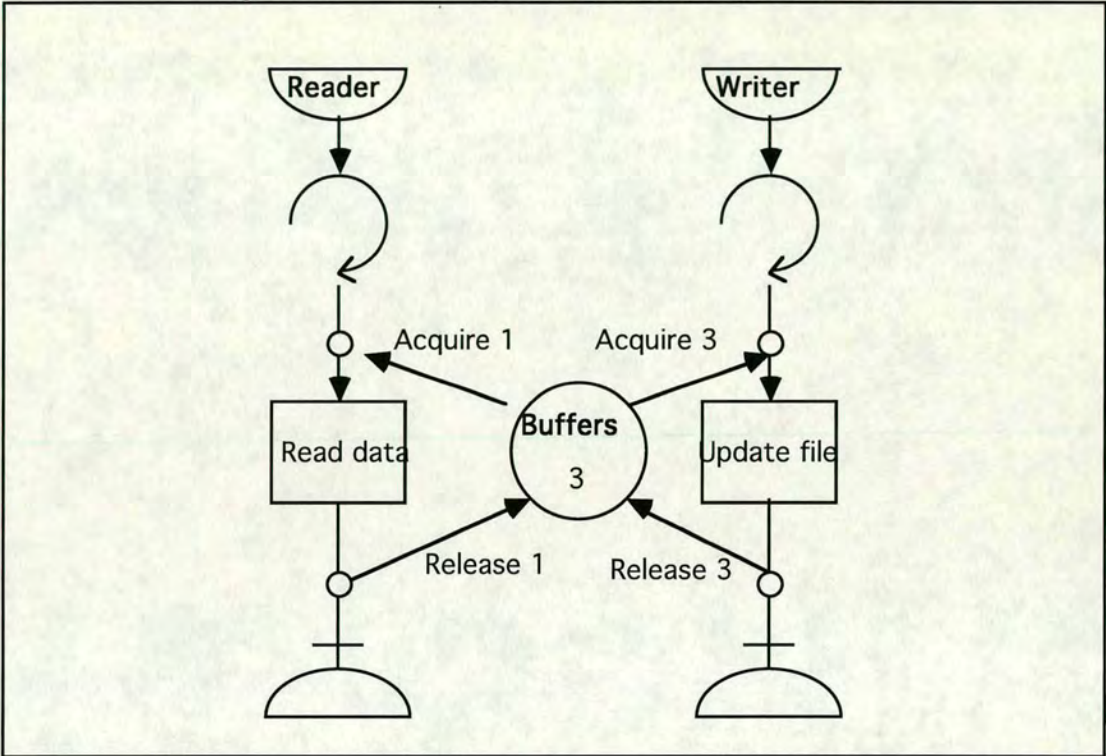 Reader
Writer
Acquire 1
Acquire 3
Buffers
3
Read data
Update file
Release 1
Release 3